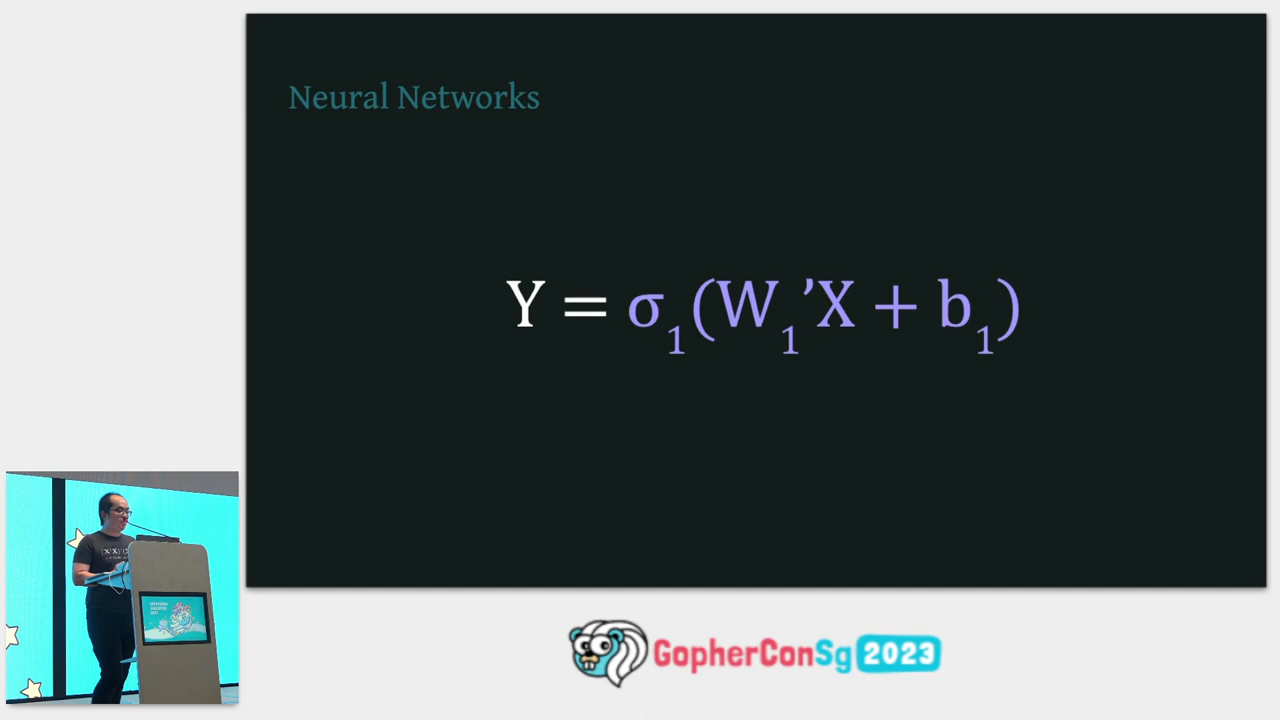 Neural Networks
Y = σ₁(W₁’X + b₁)
GopherConSg 2023